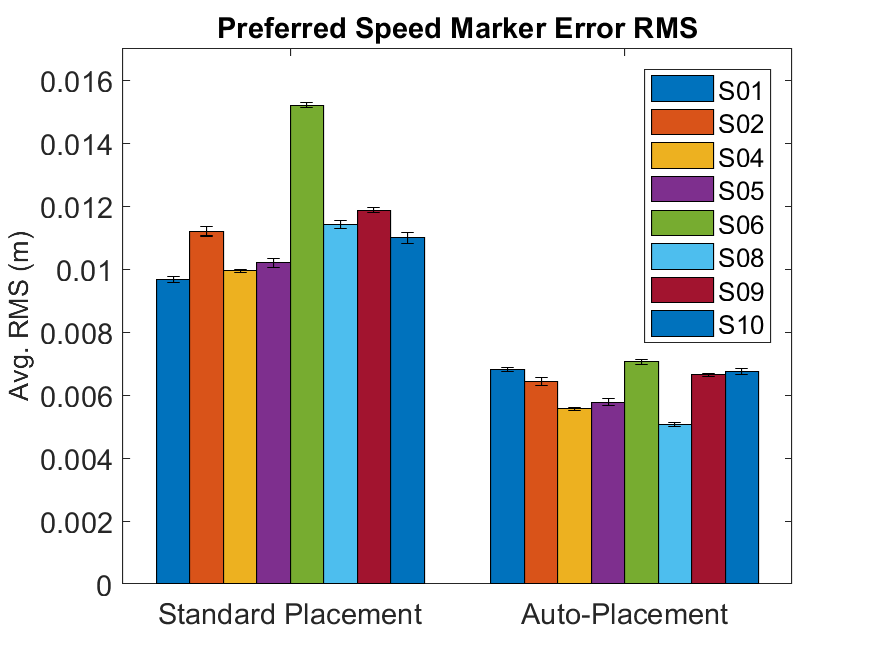 Preferred Speed Marker Error RMS
Avg. RMS (m)
0.016
0.014
0.012
0.01
0.008
0.006
0.004
0.002
0
Standard Placement
Auto-Placement
S01
S02
S04
S05
S06
S08
S09
S10